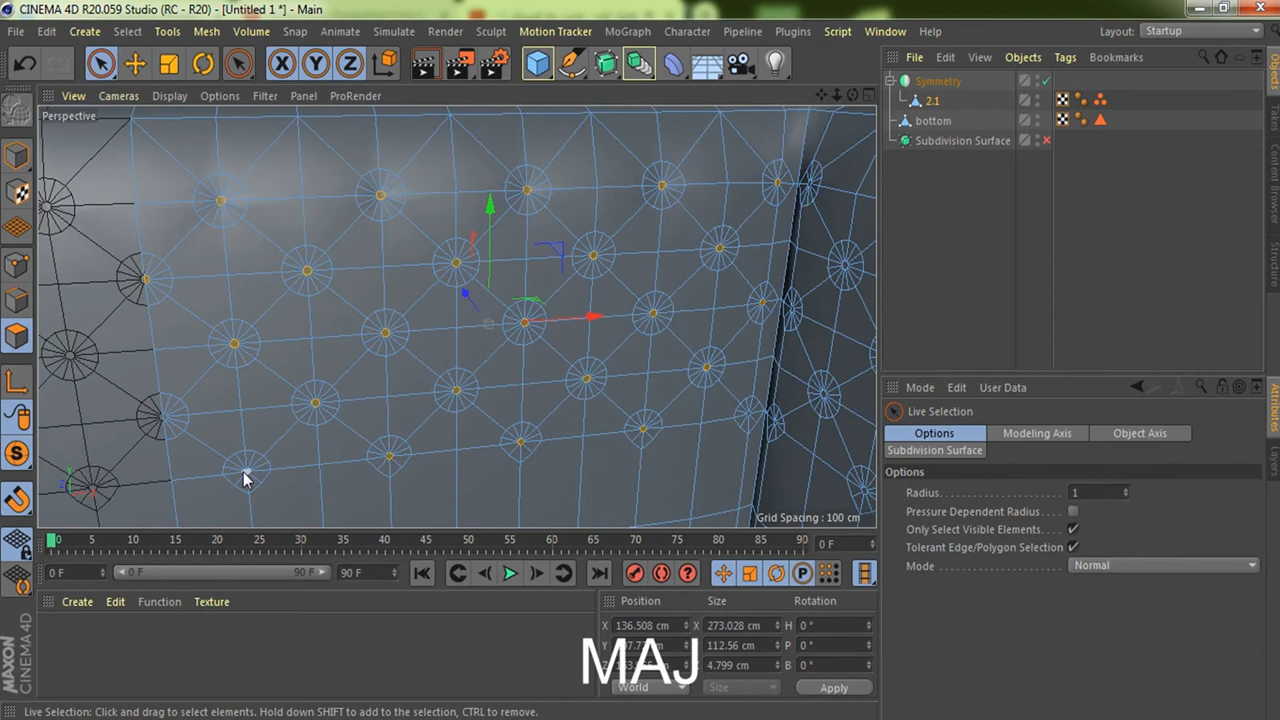 CINEMA 4D R20.059 Studio (RC - R20) - [Untitled 1 *] - Main
File Edit Create Select Tools Mesh Volume Snap Animate Simulate Render Sculpt Motion Tracker MoGraph Character Pipeline Plugins Script Window Help Layout: Startup
X Y Z
File Edit View Objects Tags Bookmarks
View Cameras Display Options Filter Panel ProRender
Perspective
Symmetry
2.1
bottom
Subdivision Surface
Objects
Content Browser
Structure
Mode Edit User Data
Live Selection
Options Modeling Axis Object Axis
Subdivision Surface
Options
Radius 1
Pressure Dependent Radius
Only Select Visible Elements
Tolerant Edge/Polygon Selection
Mode Normal
Attributes
Layers
Grid Spacing : 100 cm
0 5 10 15 20 25 30 35 40 45 50 55 60 65 70 75 80 85 90 0 F
0 F 0 F 90 F 90 F
Create Edit Function Texture
Position Size Rotation
X 136.508 cm X 273.028 cm H 0 °
Y Y 112.56 cm P 0 °
Z Z 4.799 cm B 0 °
World Size Apply
MAJ
MAXON
CINEMA 4D
Live Selection: Click and drag to select elements. Hold down SHIFT to add to the selection, CTRL to remove.